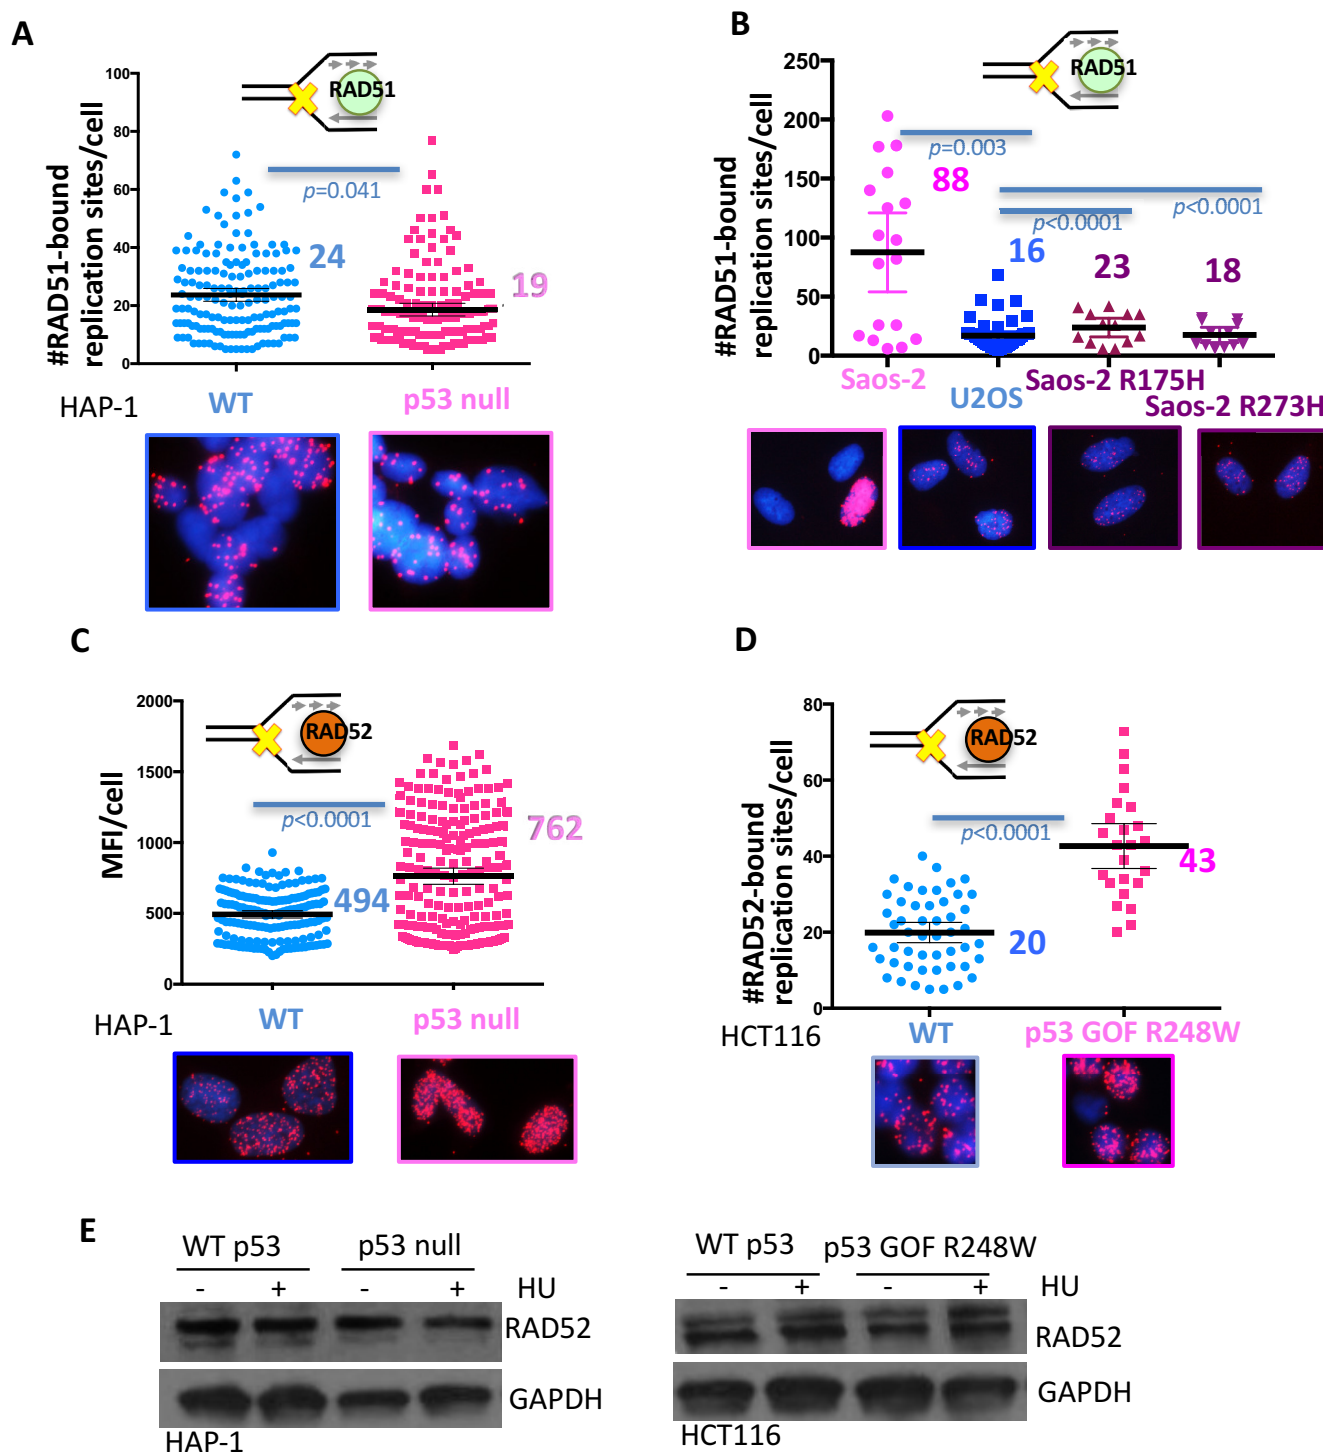 A
#RAD51-bound
replication sites/cell
100
80
60
40
20
0
RAD51
p=0.041
24
19
HAP-1
WT
p53 null
B
#RAD51-bound
replication sites/cell
250
200
150
100
50
0
RAD51
p=0.003
88
p<0.0001
p<0.0001
16
23
18
Saos-2
U2OS
Saos-2 R175H
Saos-2 R273H
C
MFI/cell
2000
1500
1000
500
0
RAD52
p<0.0001
494
762
HAP-1
WT
p53 null
D
#RAD52-bound
replication sites/cell
80
60
40
20
0
RAD52
p<0.0001
20
43
HCT116
WT
p53 GOF R248W
E
WT p53
p53 null
- + - + HU
RAD52
GAPDH
HAP-1
WT p53
p53 GOF R248W
- + - + HU
RAD52
GAPDH
HCT116